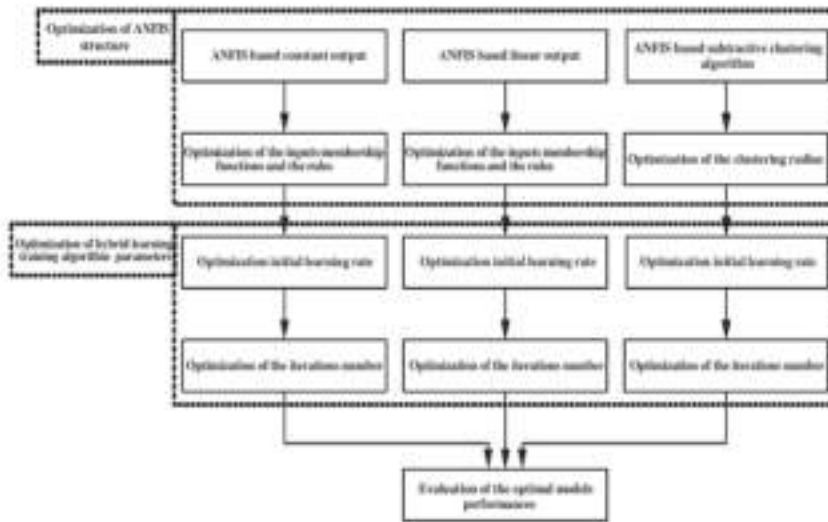 Optimization of ANFIS
structure
ANFIS based constant output
ANFIS based linear output
ANFIS based subtractive clustering
algorithm
Optimization of the inputs membership
functions and the rules
Optimization of the inputs membership
functions and the rules
Optimization of the clustering radius
Optimization of hybrid learning
training algorithm parameters
Optimization initial learning rate
Optimization initial learning rate
Optimization initial learning rate
Optimization of the iterations number
Optimization of the iterations number
Optimization of the iterations number
Evaluation of the optimal models
performances